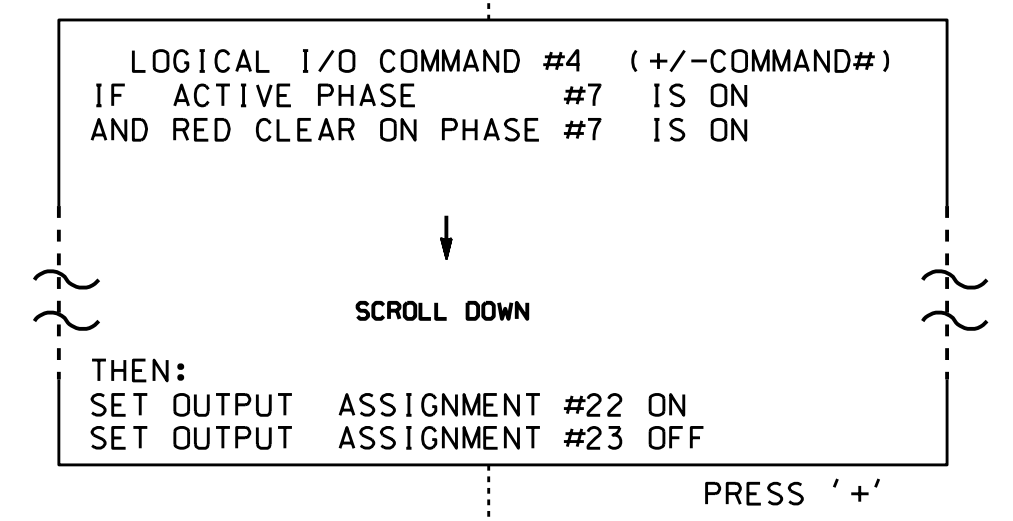 LOGICAL I/O COMMAND #4 (+/-COMMAND#)
IF ACTIVE PHASE #7 IS ON
AND RED CLEAR ON PHASE #7 IS ON
SCROLL DOWN
THEN:
SET OUTPUT ASSIGNMENT #22 ON
SET OUTPUT ASSIGNMENT #23 OFF
PRESS '+'